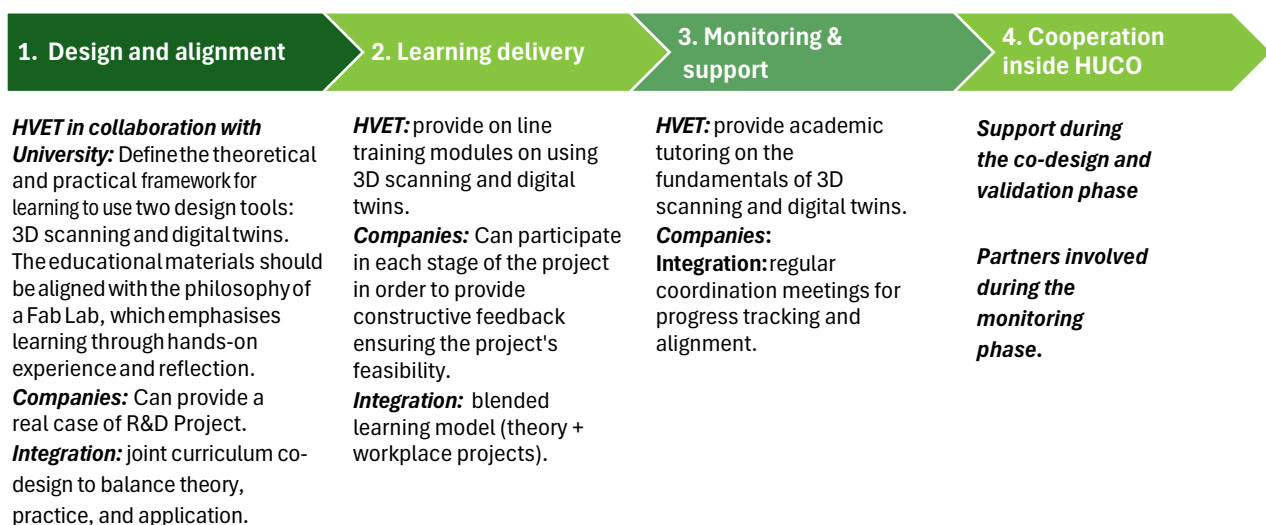 1. Design and alignment
2. Learning delivery
3. Monitoring &
support
4. Cooperation
inside HUCO
HVET in collaboration with
University: Define the theoretical
and practical framework for
learning to use two design tools:
3D scanning and digital twins.
The educational materials should
be aligned with the philosophy of
a Fab Lab, which emphasises
learning through hands-on
experience and reflection.
Companies: Can provide a
real case of R&D Project.
Integration: joint curriculum co-
design to balance theory,
practice, and application.
HVET: provide on line
training modules on using
3D scanning and digital
twins.
Companies: Can participate
in each stage of the project
in order to provide
constructive feedback
ensuring the project's
feasibility.
Integration: blended
learning model (theory +
workplace projects).
HVET: provide academic
tutoring on the
fundamentals of 3D
scanning and digital twins.
Companies:
Integration: regular
coordination meetings for
progress tracking and
alignment.
Support during
the co-design and
validation phase
Partners involved
during the
monitoring
phase.